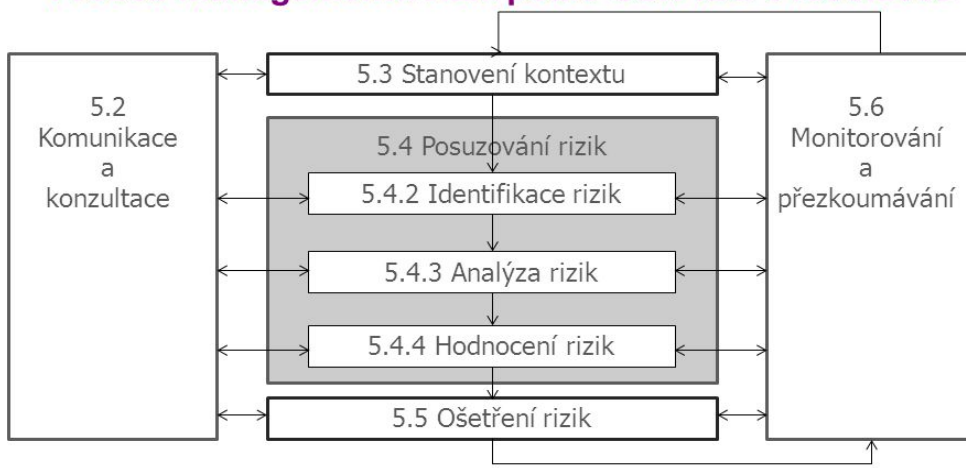 5.3 Stanovení kontextu
5.2
Komunikace
a
konzultace
5.4 Posuzování rizik
5.4.2 Identifikace rizik
5.4.3 Analýza rizik
5.4.4 Hodnocení rizik
5.5 Ošetření rizik
5.6
Monitorování
a
přezkoumávání